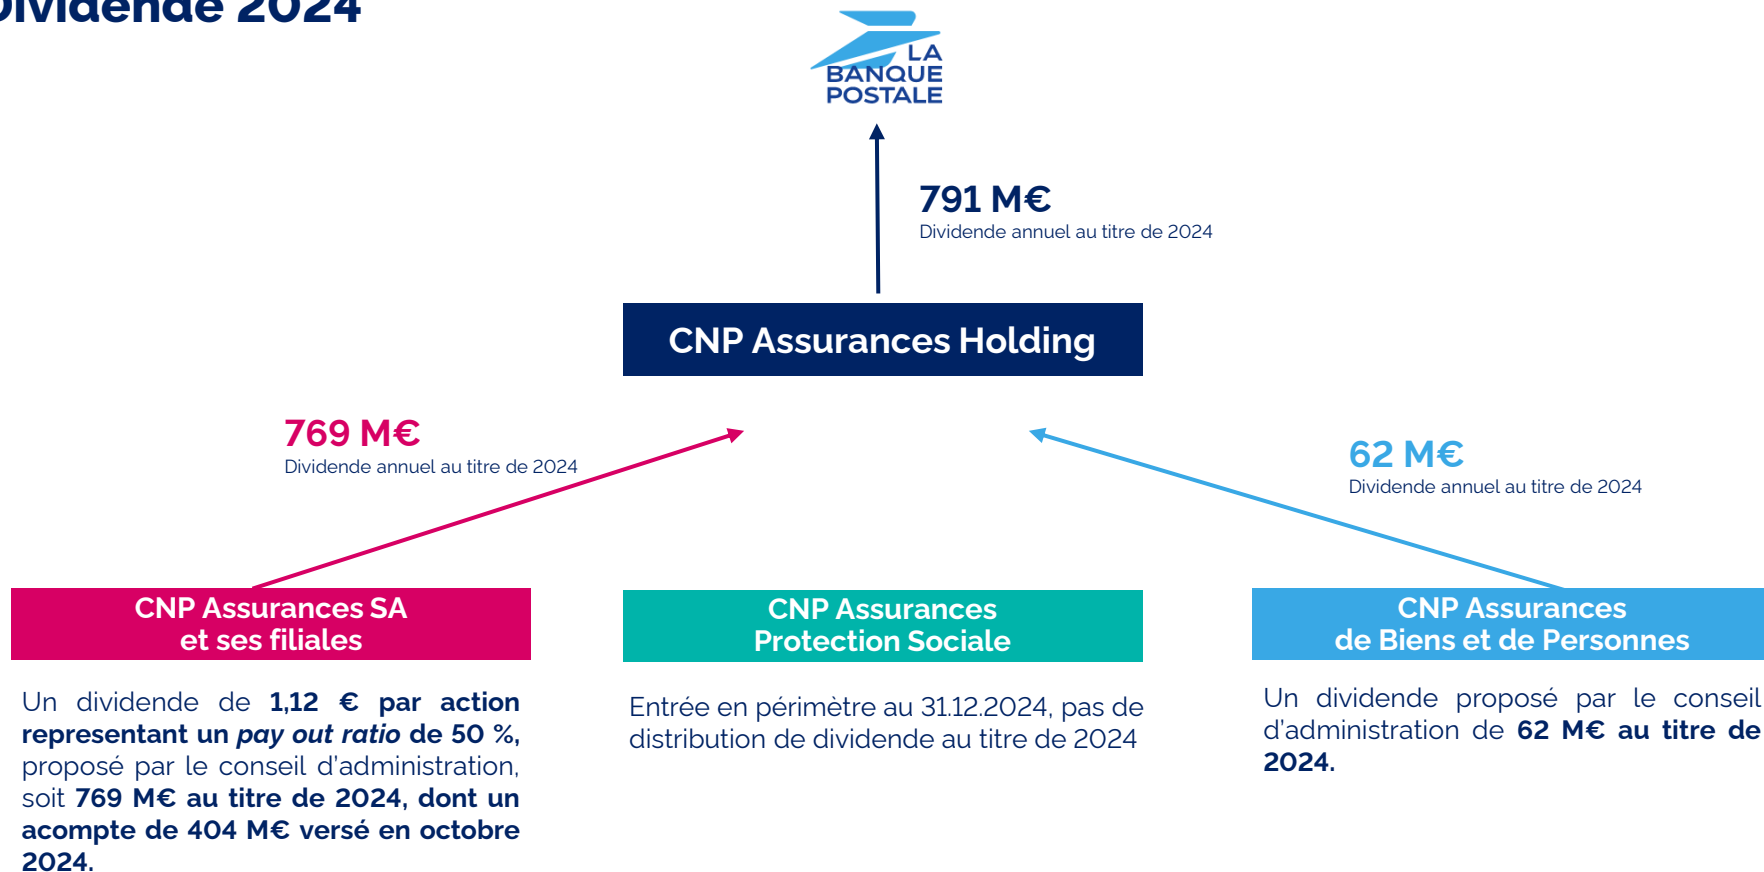 Dividende 2024
LA
BANQUE
POSTALE
791 M€
Dividende annuel au titre de 2024
CNP Assurances Holding
769 M€
Dividende annuel au titre de 2024
62 M€
Dividende annuel au titre de 2024
CNP Assurances SA
et ses filiales
Un dividende de 1,12 € par action
representant un pay out ratio de 50 %,
proposé par le conseil d’administration,
soit 769 M€ au titre de 2024, dont un
acompte de 404 M€ versé en octobre
2024.
CNP Assurances
Protection Sociale
Entrée en périmètre au 31.12.2024, pas de
distribution de dividende au titre de 2024
CNP Assurances
de Biens et de Personnes
Un dividende proposé par le conseil
d’administration de 62 M€ au titre de
2024.